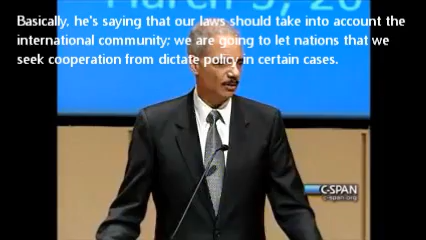 Basically, he's saying that our laws should take into account the
international community; we are going to let nations that we
seek cooperation from dictate policy in certain cases.
March 5, 20
C-SPAN
c-span.org